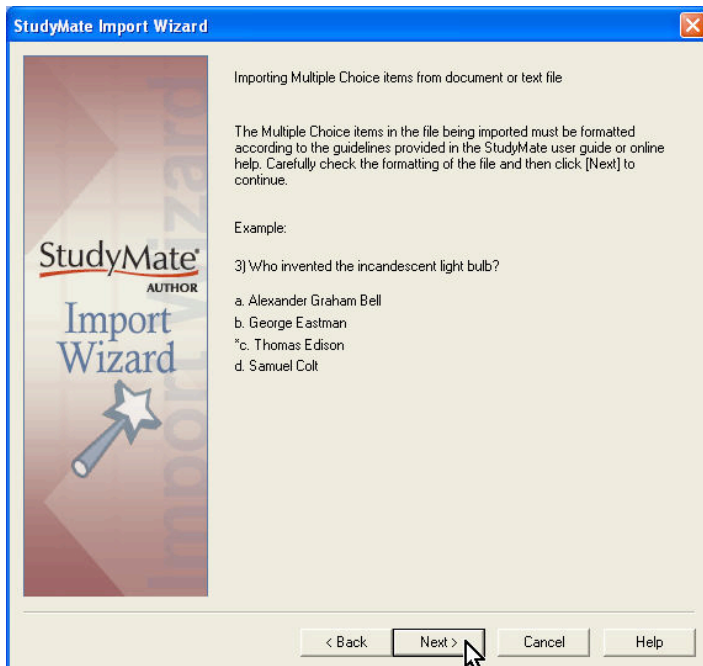 StudyMate Import Wizard
Importing Multiple Choice items from document or text file
The Multiple Choice items in the file being imported must be formatted
according to the guidelines provided in the StudyMate user guide or online
help. Carefully check the formatting of the file and then click [Next] to
continue.
Example:
3) Who invented the incandescent light bulb?
a. Alexander Graham Bell
b. George Eastman
*c. Thomas Edison
d. Samuel Colt
StudyMate®
AUTHOR
Import
Wizard
Import Wizard
< Back Next > Cancel Help